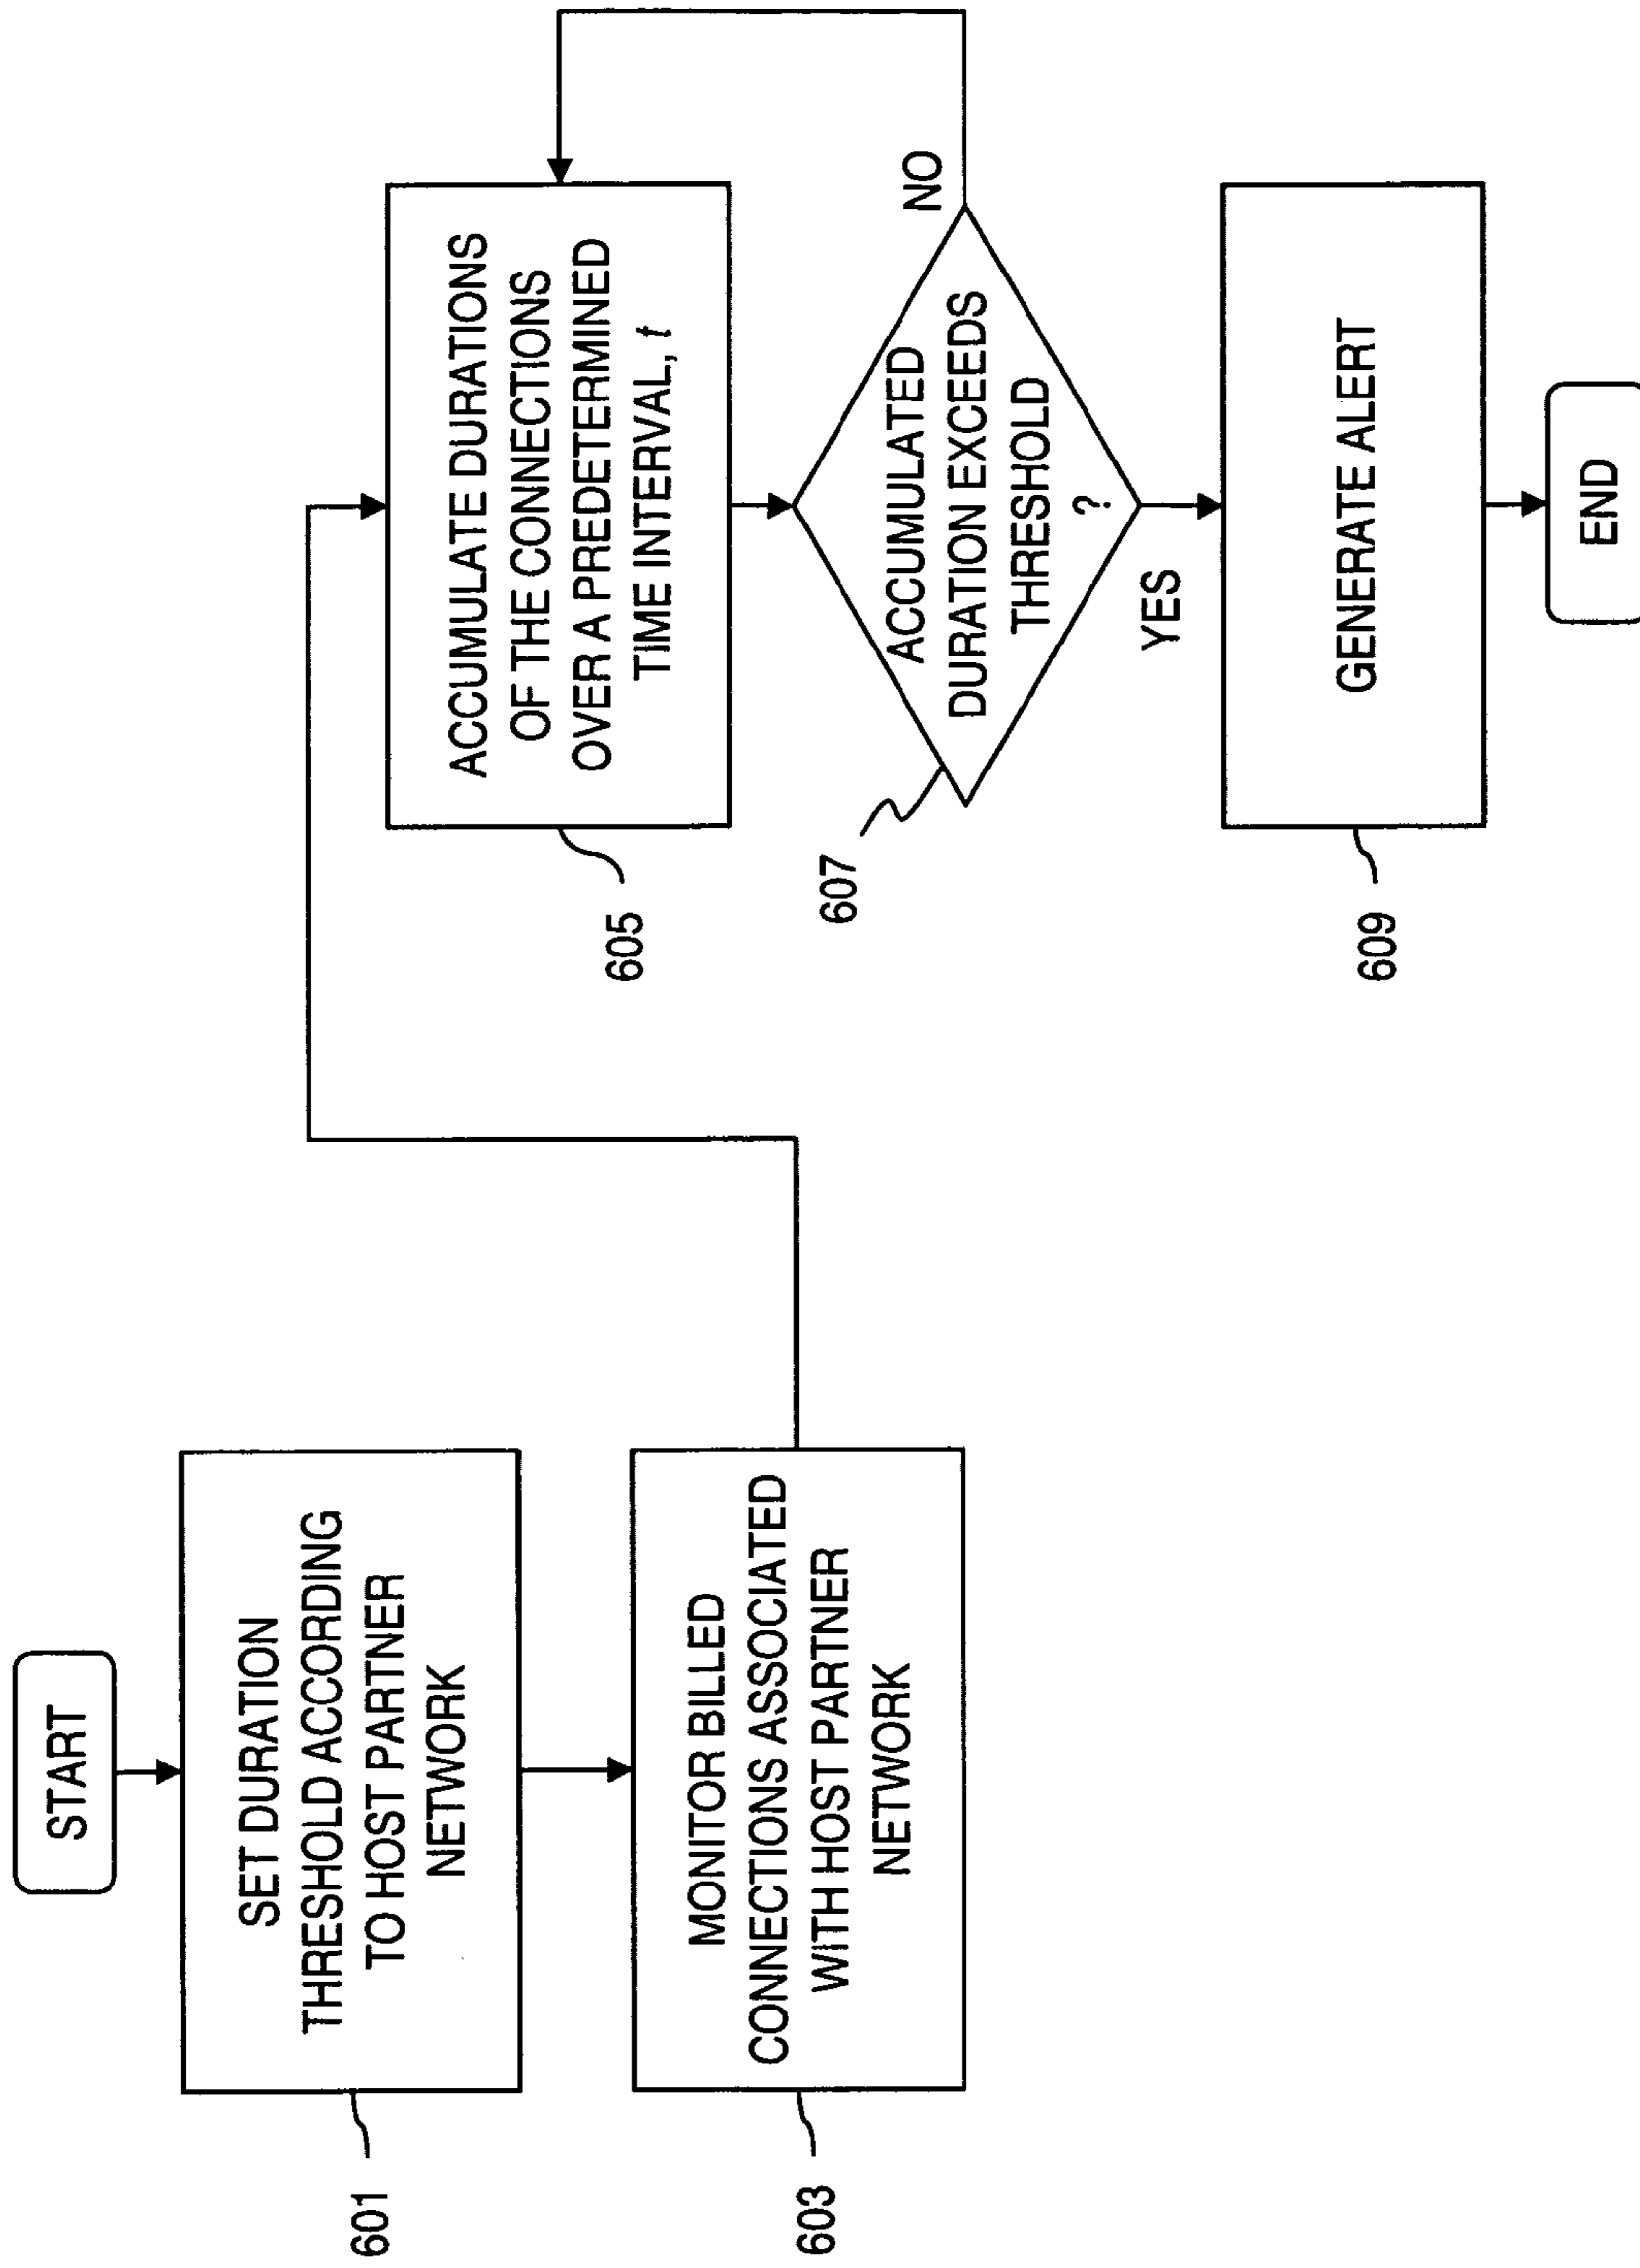 START
SET DURATION
THRESHOLD ACCORDING
TO HOST PARTNER
NETWORK
601
MONITOR BILLED
CONNECTIONS ASSOCIATED
WITH HOST PARTNER
NETWORK
603
ACCUMULATE DURATIONS
OF THE CONNECTIONS
OVER A PREDETERMINED
TIME INTERVAL, t
605
ACCUMULATED
DURATION EXCEEDS
THRESHOLD
?
607
NO
YES
GENERATE ALERT
609
END